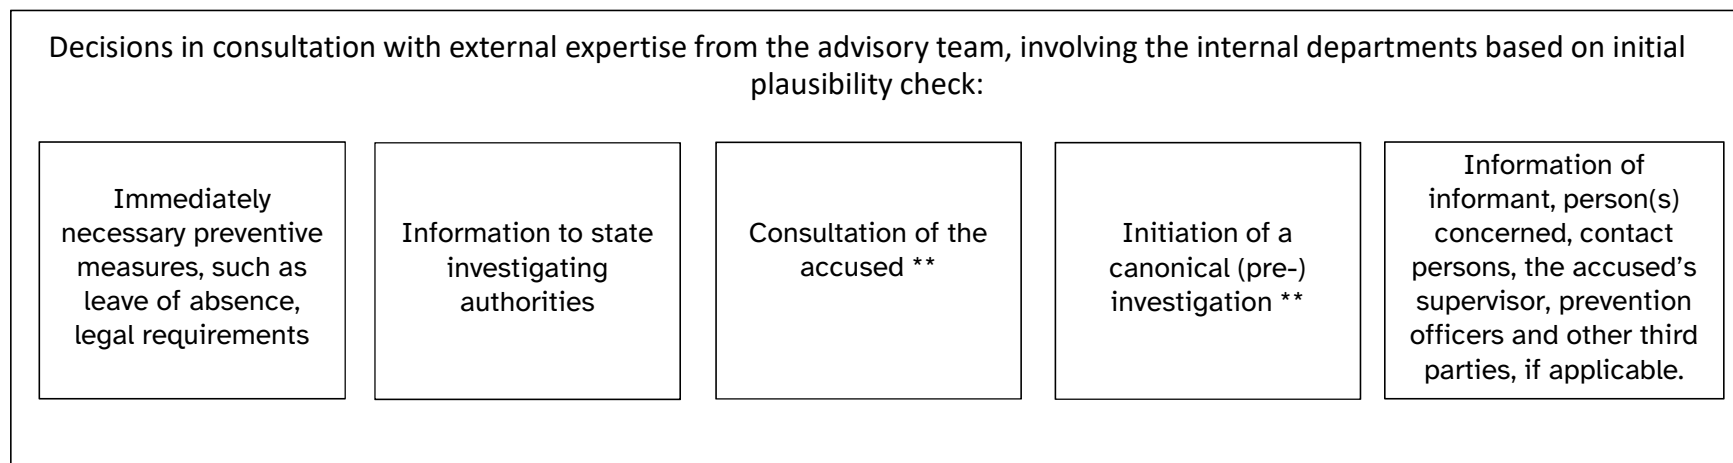 Decisions in consultation with external expertise from the advisory team, involving the internal departments based on initial
plausibility check:
Immediately
necessary preventive
measures, such as
leave of absence,
legal requirements
Information to state
investigating
authorities
Consultation of the
accused **
Initiation of a
canonical (pre-)
investigation **
Information of
informant, person(s)
concerned, contact
persons, the accused’s
supervisor, prevention
officers and other third
parties, if applicable.